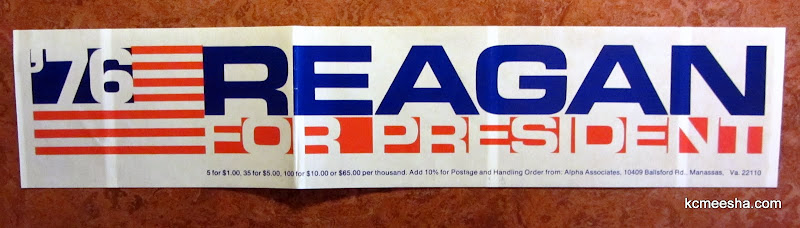 '76 REAGAN
FOR PRESIDENT
5 for $1.00, 35 for $5.00, 100 for $10.00 or $65.00 per thousand. Add 10% for Postage and Handling Order from: Alpha Associates, 10409 Ballsford Rd., Manassas, Va. 22110
kcmeesha.com